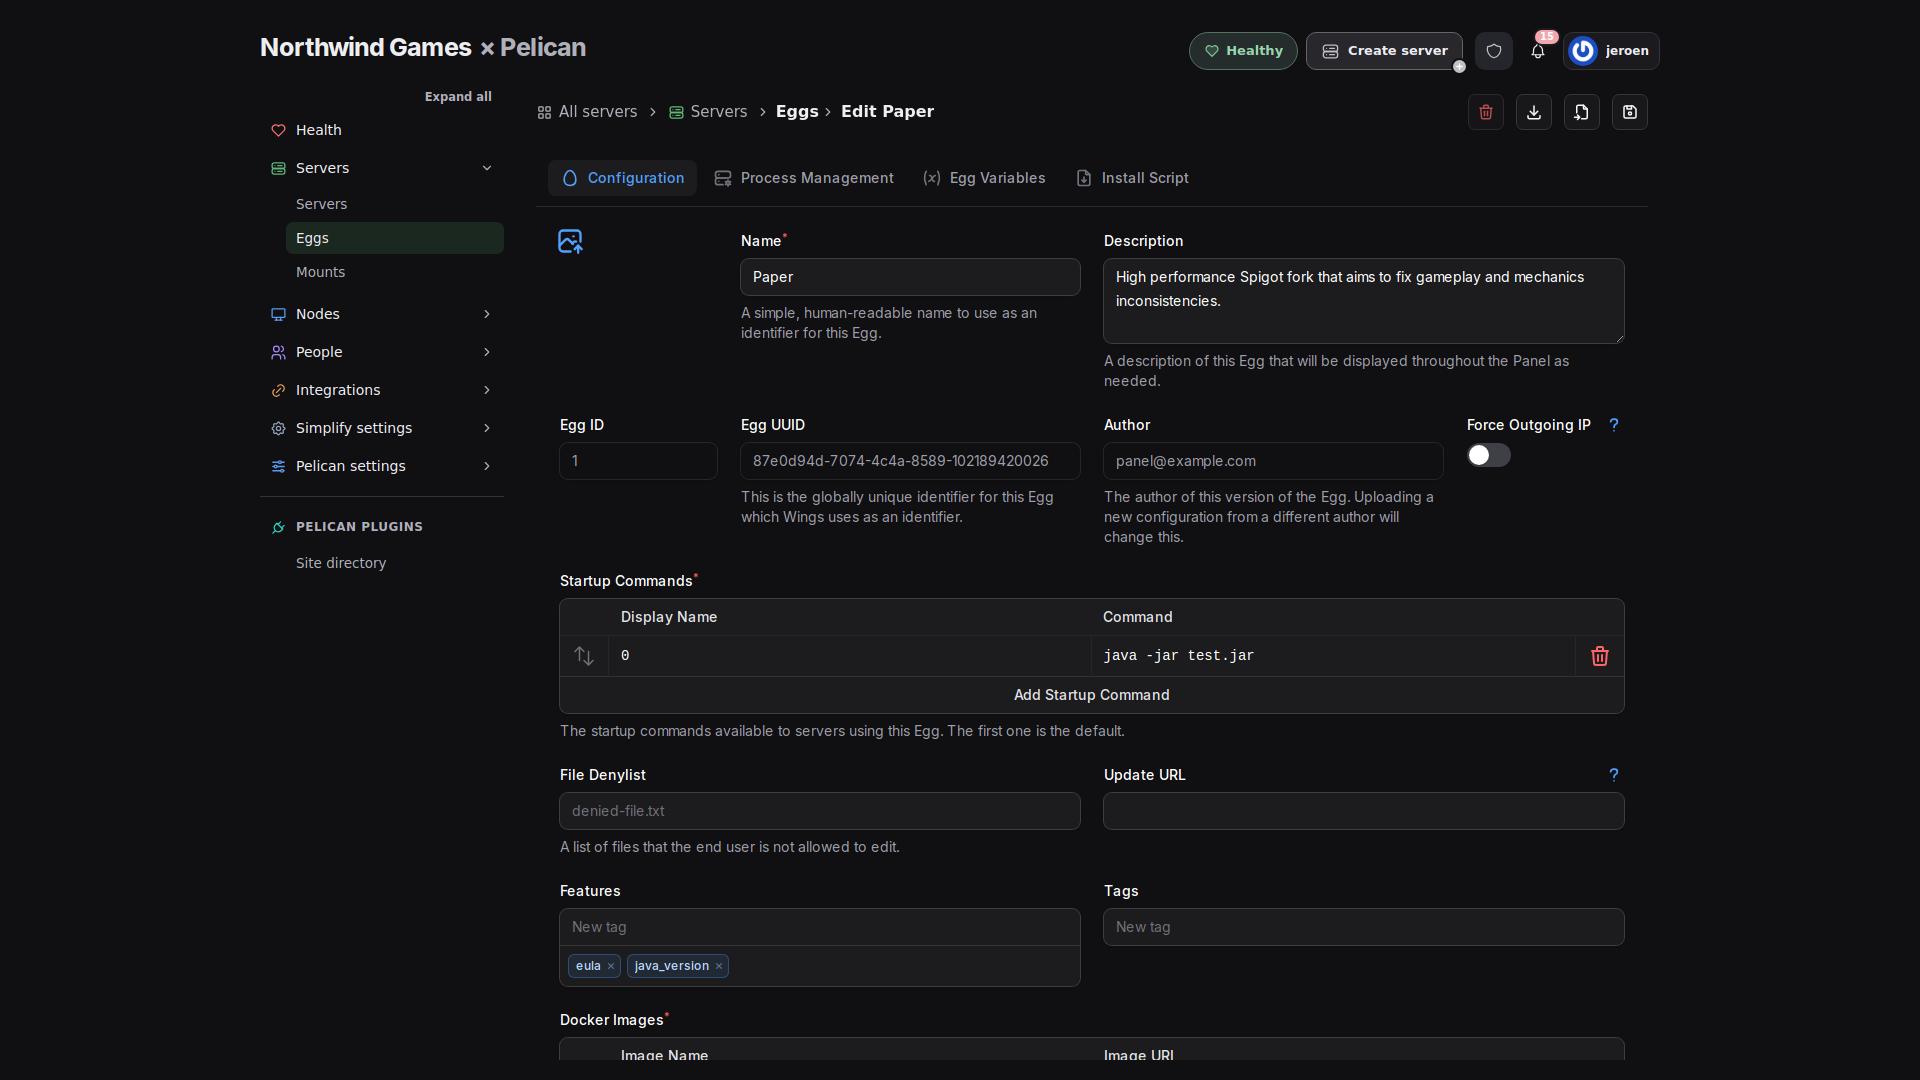 Northwind Games × Pelican
Healthy
Create server
15
jeroen
Expand all
Health
Servers
Servers
Eggs
Mounts
Nodes
People
Integrations
Simplify settings
Pelican settings
PELICAN PLUGINS
Site directory
All servers > Servers > Eggs > Edit Paper
Configuration
Process Management
(x) Egg Variables
Install Script
Name*
Paper
A simple, human-readable name to use as an
identifier for this Egg.
Description
High performance Spigot fork that aims to fix gameplay and mechanics
inconsistencies.
A description of this Egg that will be displayed throughout the Panel as
needed.
Egg ID
1
Egg UUID
87e0d94d-7074-4c4a-8589-102189420026
This is the globally unique identifier for this Egg
which Wings uses as an identifier.
Author
panel@example.com
The author of this version of the Egg. Uploading a
new configuration from a different author will
change this.
Force Outgoing IP ?
Startup Commands*
Display Name
Command
0
java -jar test.jar
Add Startup Command
The startup commands available to servers using this Egg. The first one is the default.
File Denylist
denied-file.txt
A list of files that the end user is not allowed to edit.
Update URL ?
Features
New tag
eula ×
java_version ×
Tags
New tag
Docker Images*
Image Name
Image URI